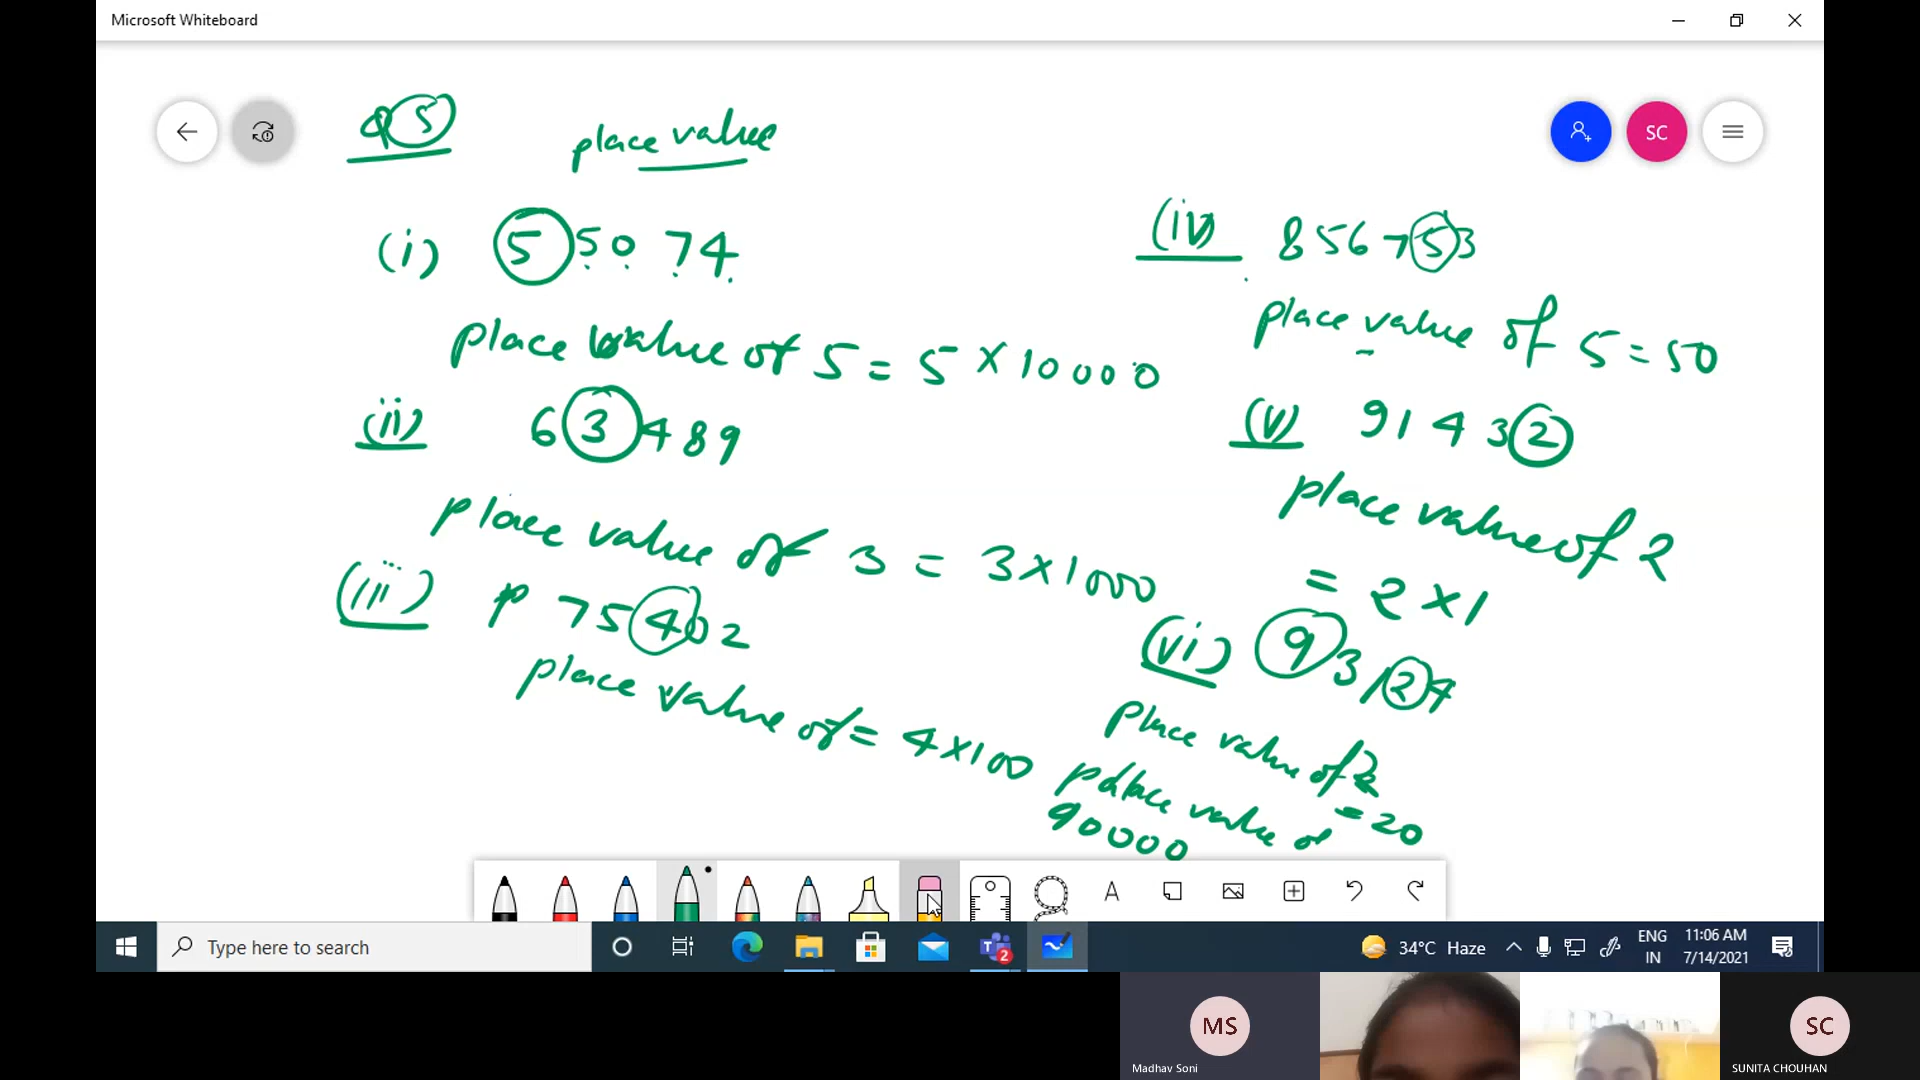 Microsoft Whiteboard
Q5 place value
SC
(i) 55074
place value of 5 = 5 × 10000
(ii) 63489
place value of 3 = 3×1000
(iii) 75402
place value of = 4×100
(iv) 856753
place value of 5 = 50
(v) 91432
place value of 2
= 2 × 1
(vi) 93124
place value of 2
= 20
place value of
90000
A
Type here to search
2
34°C Haze
ENG
IN
11:06 AM
7/14/2021
MS
Madhav Soni
SC
SUNITA CHOUHAN